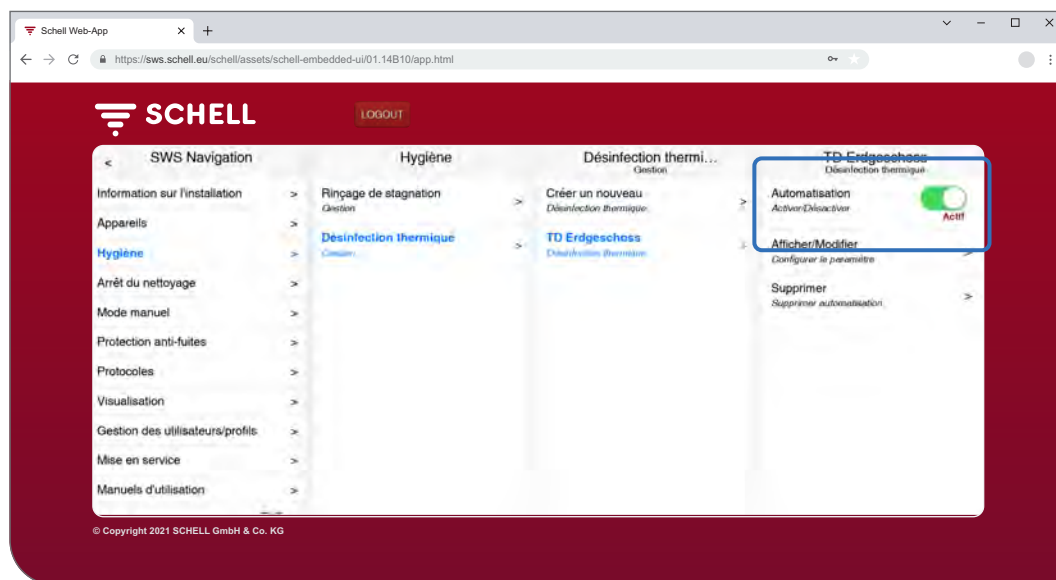 Schell Web-App
https://sws.schell.eu/schell/assets/schell-embedded-ui/01.14B10/app.html
SCHELL
LOGOUT
< SWS Navigation
Information sur l'installation >
Appareils >
Hygiène >
Arrêt du nettoyage >
Mode manuel >
Protection anti-fuites >
Protocoles >
Visualisation >
Gestion des utilisateurs/profils >
Mise en service >
Manuels d'utilisation >
Hygiène
Rinçage de stagnation >
Gestion
Désinfection thermique >
Gestion
Désinfection thermi...
Gestion
Créer un nouveau >
Désinfection thermique
TD Erdgeschoss >
Désinfection thermique
TD Erdgeschoss
Désinfection thermique
Automatisation
Activer/Désactiver
Actif
Afficher/Modifier >
Configurer le paramètre
Supprimer >
Supprimer automatisation
© Copyright 2021 SCHELL GmbH & Co. KG